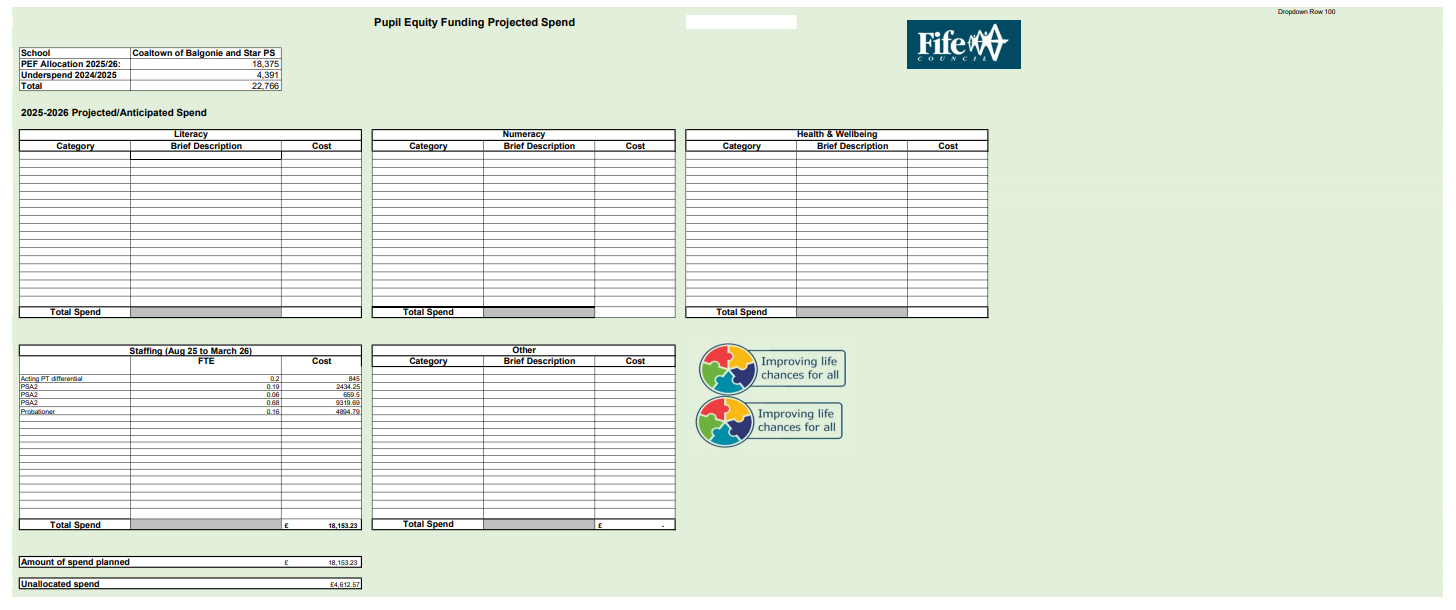 Dropdown Row 100
Pupil Equity Funding Projected Spend
Fife
COUNCIL
School Coaltown of Balgonie and Star PS
PEF Allocation 2025/26: 18,375
Underspend 2024/2025 4,391
Total 22,766
2025-2026 Projected/Anticipated Spend
Literacy
Category Brief Description Cost
Total Spend
Numeracy
Category Brief Description Cost
Total Spend
Health & Wellbeing
Category Brief Description Cost
Total Spend
Staffing (Aug 25 to March 26)
FTE Cost
Acting PT differential 0.2 845
PSA2 0.19 2434.25
PSA2 0.06 659.5
PSA2 0.68 9319.69
Probationer 0.16 4894.79
Total Spend £ 18,153.23
Other
Category Brief Description Cost
Total Spend £ -
Improving life
chances for all
Improving life
chances for all
Amount of spend planned £ 18,153.23
Unallocated spend £4,612.57